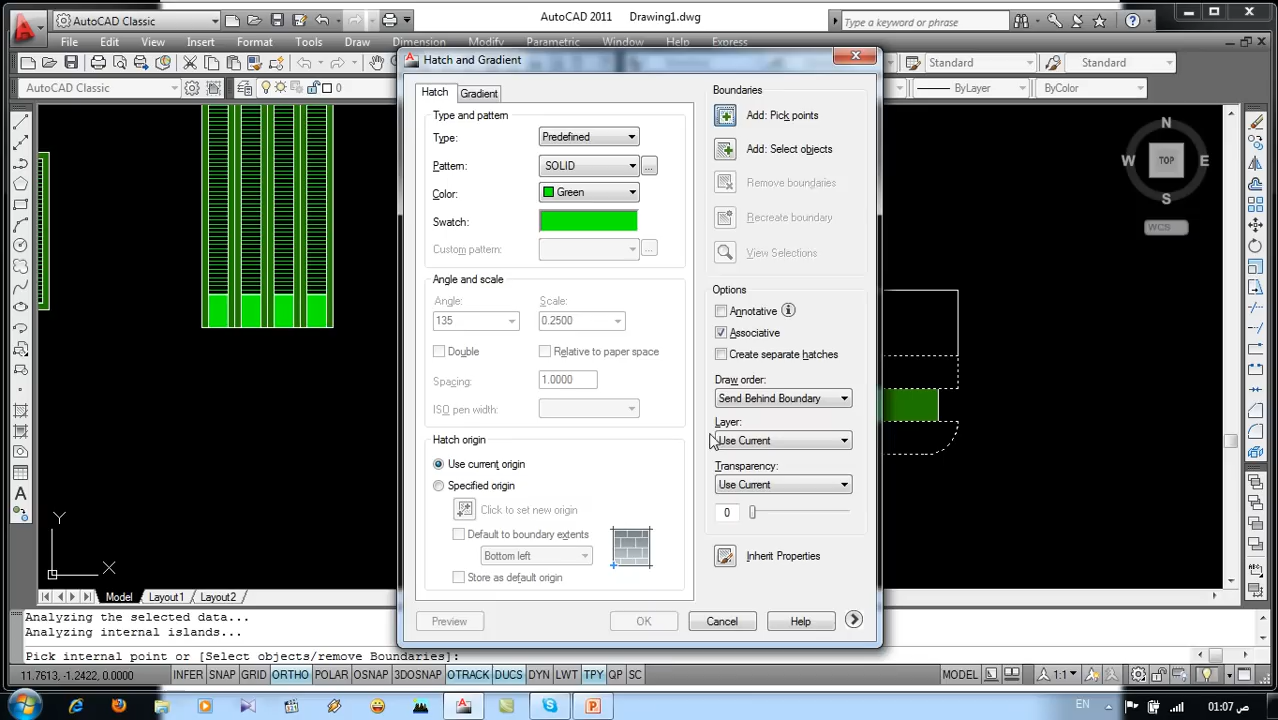 AutoCAD Classic
AutoCAD 2011 Drawing1.dwg
Type a keyword or phrase
File Edit View Insert Format Tools Draw Dimension Modify Parametric Window Help Express
Standard Standard
AutoCAD Classic
0
ByLayer
ByColor
Hatch and Gradient
Hatch Gradient
Type and pattern
Type: Predefined
Pattern: SOLID ...
Color: Green
Swatch:
Custom pattern: ...
Angle and scale
Angle: Scale:
135 0.2500
Double Relative to paper space
Spacing: 1.0000
ISO pen width:
Hatch origin
Use current origin
Specified origin
Click to set new origin
Default to boundary extents
Bottom left
Store as default origin
Boundaries
Add: Pick points
Add: Select objects
Remove boundaries
Recreate boundary
View Selections
Options
Annotative
Associative
Create separate hatches
Draw order:
Send Behind Boundary
Layer:
Use Current
Transparency:
Use Current
0
Inherit Properties
Preview OK Cancel Help
N
W TOP E
S
WCS
Y
X
A
Model Layout1 Layout2
Analyzing the selected data...
Analyzing internal islands...
Pick internal point or [Select objects/remove Boundaries]:
11.7613, -1.2422, 0.0000 INFER SNAP GRID ORTHO POLAR OSNAP 3DOSNAP OTRACK DUCS DYN LWT TPY QP SC MODEL 1:1
EN 01:07 ص